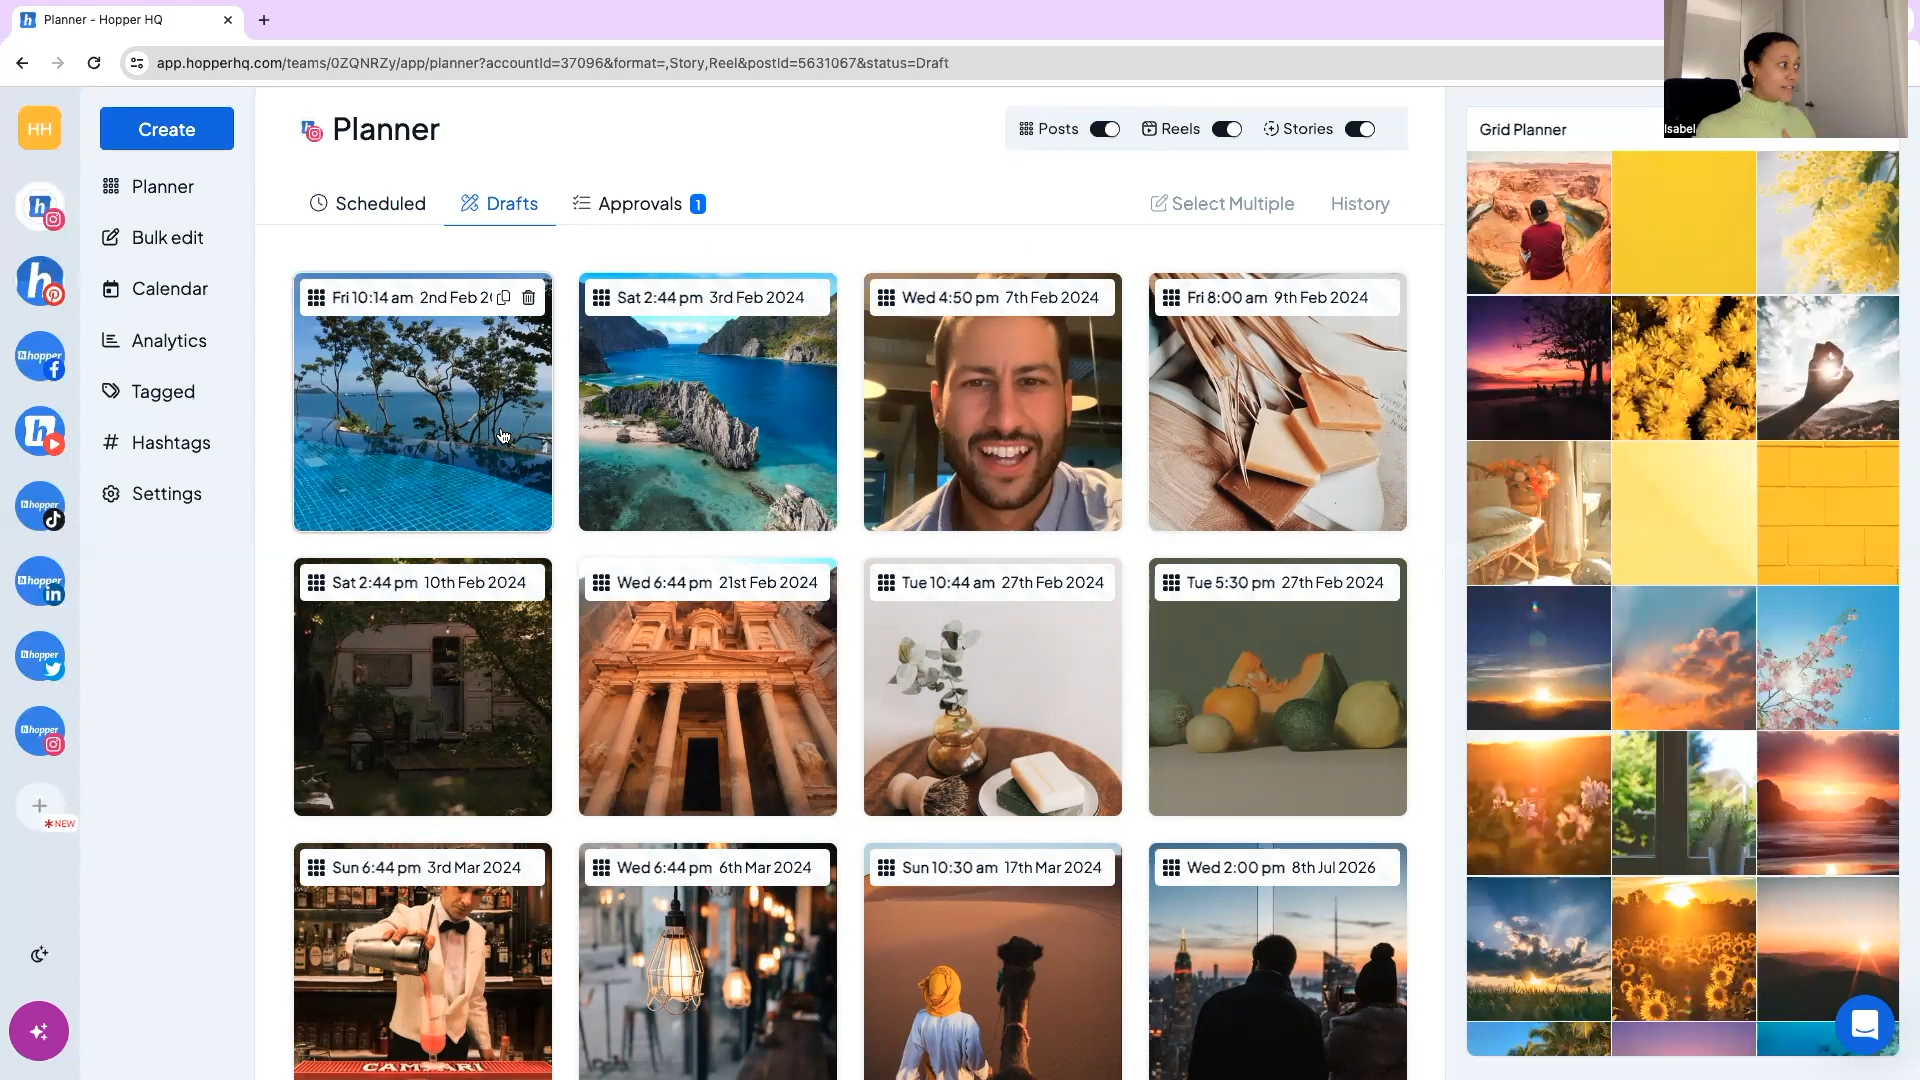 Planner - Hopper HQ
app.hopperhq.com/teams/0ZQNRZy/app/planner?accountId=37096&format=,Story,Reel&postId=5631067&status=Draft
Isabel
HH
Create
Planner
Bulk edit
Calendar
Analytics
Tagged
Hashtags
Settings
hopper
hopper
hopper
hopper
hopper
NEW
Planner
Posts
Reels
Stories
Scheduled
Drafts
Approvals 1
Select Multiple
History
Fri 10:14 am 2nd Feb 2
Sat 2:44 pm 3rd Feb 2024
Wed 4:50 pm 7th Feb 2024
Fri 8:00 am 9th Feb 2024
Sat 2:44 pm 10th Feb 2024
Wed 6:44 pm 21st Feb 2024
Tue 10:44 am 27th Feb 2024
Tue 5:30 pm 27th Feb 2024
Sun 6:44 pm 3rd Mar 2024
Wed 6:44 pm 6th Mar 2024
Sun 10:30 am 17th Mar 2024
Wed 2:00 pm 8th Jul 2026
CAMPARI
Grid Planner